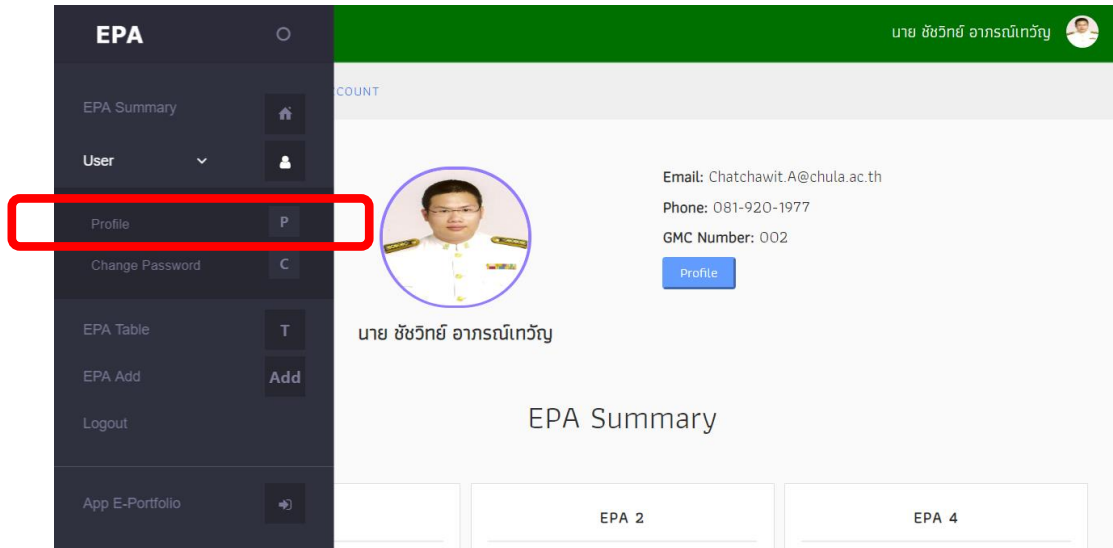 EPA
นาย ชัชวิทย์ อาภรณ์เทวัญ
EPA Summary
COUNT
User
Profile P
Change Password C
EPA Table T
EPA Add Add
Logout
App E-Portfolio
Email: Chatchawit.A@chula.ac.th
Phone: 081-920-1977
GMC Number: 002
Profile
นาย ชัชวิทย์ อาภรณ์เทวัญ
EPA Summary
EPA 2
EPA 4